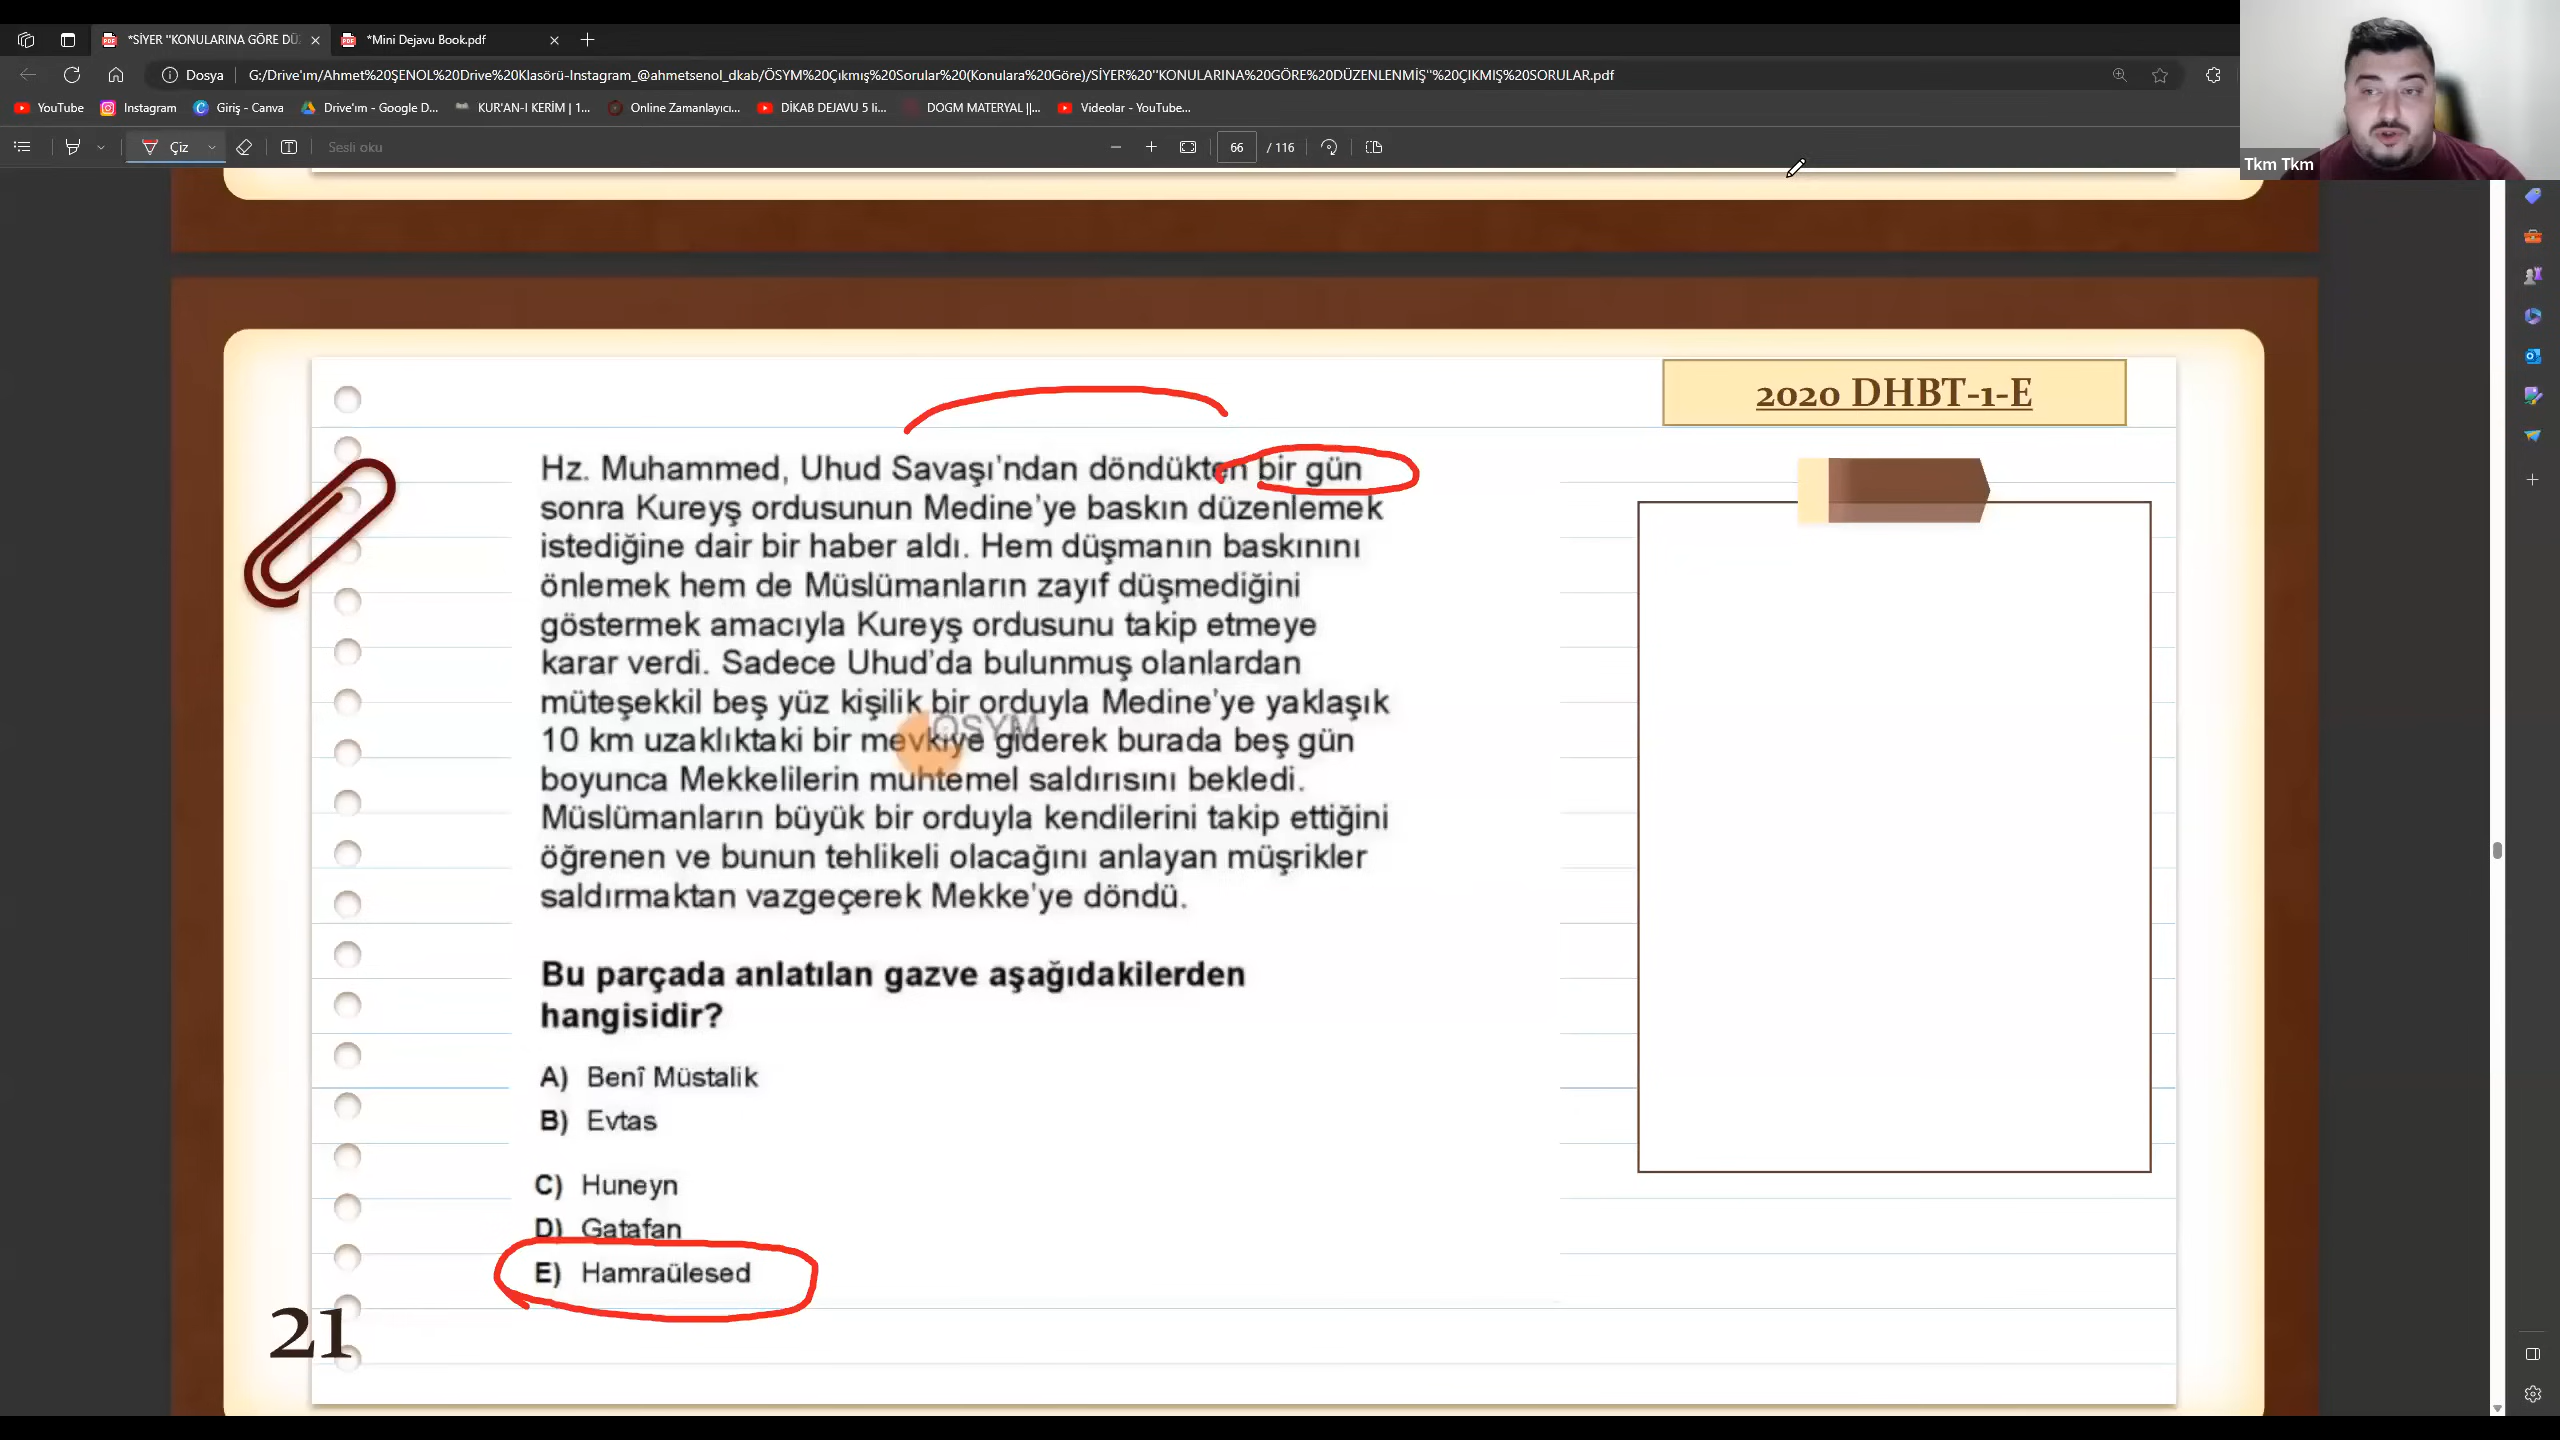 *SİYER "KONULARINA GÖRE DÜ
*Mini Dejavu Book.pdf
Dosya
G:/Drive'ım/Ahmet%20ŞENOL%20Drive%20Klasörü-Instagram_@ahmetsenol_dkab/ÖSYM%20Çıkmış%20Sorular%20(Konulara%20Göre)/SİYER%20"KONULARINA%20GÖRE%20DÜZENLENMİŞ"%20ÇIKMIŞ%20SORULAR.pdf
YouTube
Instagram
Giriş - Canva
Drive'ım - Google D...
KUR'AN-I KERİM | 1...
Online Zamanlayıcı...
DİKAB DEJAVU 5 li...
DOGM MATERYAL ||...
Videolar - YouTube...
Çiz
Sesli oku
66 / 116
Tkm Tkm
2020 DHBT-1-E
Hz. Muhammed, Uhud Savaşı'ndan döndükten bir gün
sonra Kureyş ordusunun Medine'ye baskın düzenlemek
istediğine dair bir haber aldı. Hem düşmanın baskınını
önlemek hem de Müslümanların zayıf düşmediğini
göstermek amacıyla Kureyş ordusunu takip etmeye
karar verdi. Sadece Uhud'da bulunmuş olanlardan
müteşekkil beş yüz kişilik bir orduyla Medine'ye yaklaşık
ÖSYM
10 km uzaklıktaki bir mevkiye giderek burada beş gün
boyunca Mekkelilerin muhtemel saldırısını bekledi.
Müslümanların büyük bir orduyla kendilerini takip ettiğini
öğrenen ve bunun tehlikeli olacağını anlayan müşrikler
saldırmaktan vazgeçerek Mekke'ye döndü.
Bu parçada anlatılan gazve aşağıdakilerden
hangisidir?
A) Benî Müstalik
B) Evtas
C) Huneyn
D) Gatafan
E) Hamraülesed
21